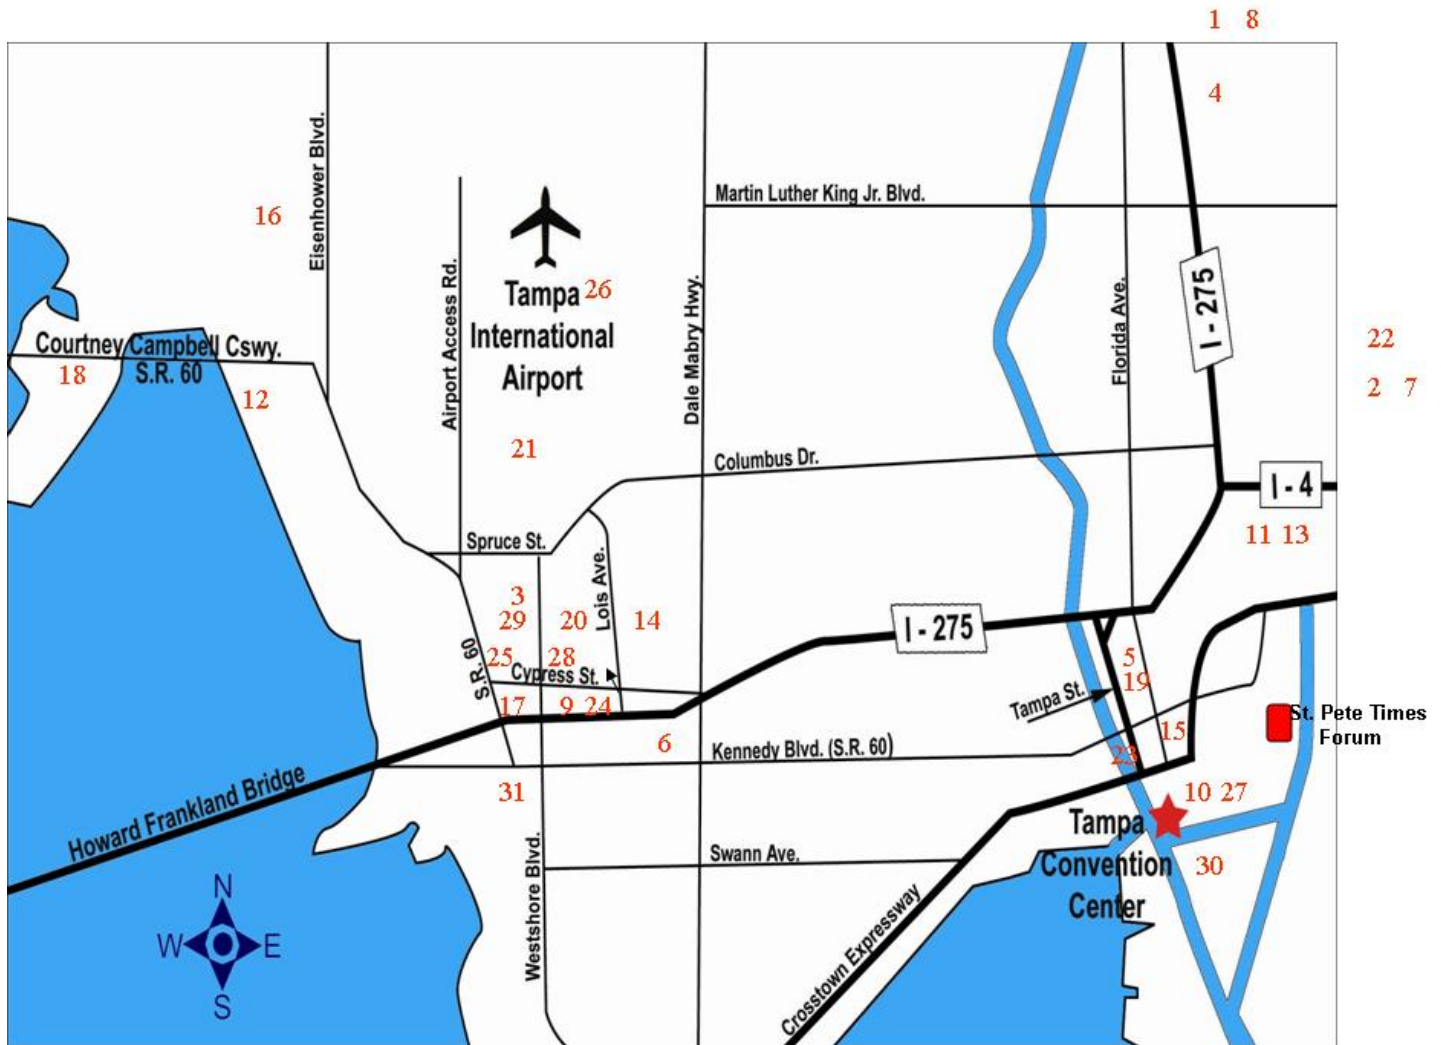 1 8
4
Eisenhower Blvd.
Martin Luther King Jr. Blvd.
16
Airport Access Rd.
Tampa 26
International
Airport
Dale Mabry Hwy.
Florida Ave.
I - 275
22
Courtney Campbell Cswy.
S.R. 60
18
12
2 7
21
Columbus Dr.
I - 4
11 13
Spruce St.
Lois Ave.
3
29
20
14
I - 275
25
28
S.R. 60
Cypress St.
5
19
Tampa St.
17
9
24
6
Kennedy Blvd. (S.R. 60)
15
23
St. Pete Times
Forum
31
10 27
Howard Frankland Bridge
Westshore Blvd.
Swann Ave.
Tampa
Convention
Center
30
Crosstown Expressway
N
W
E
S